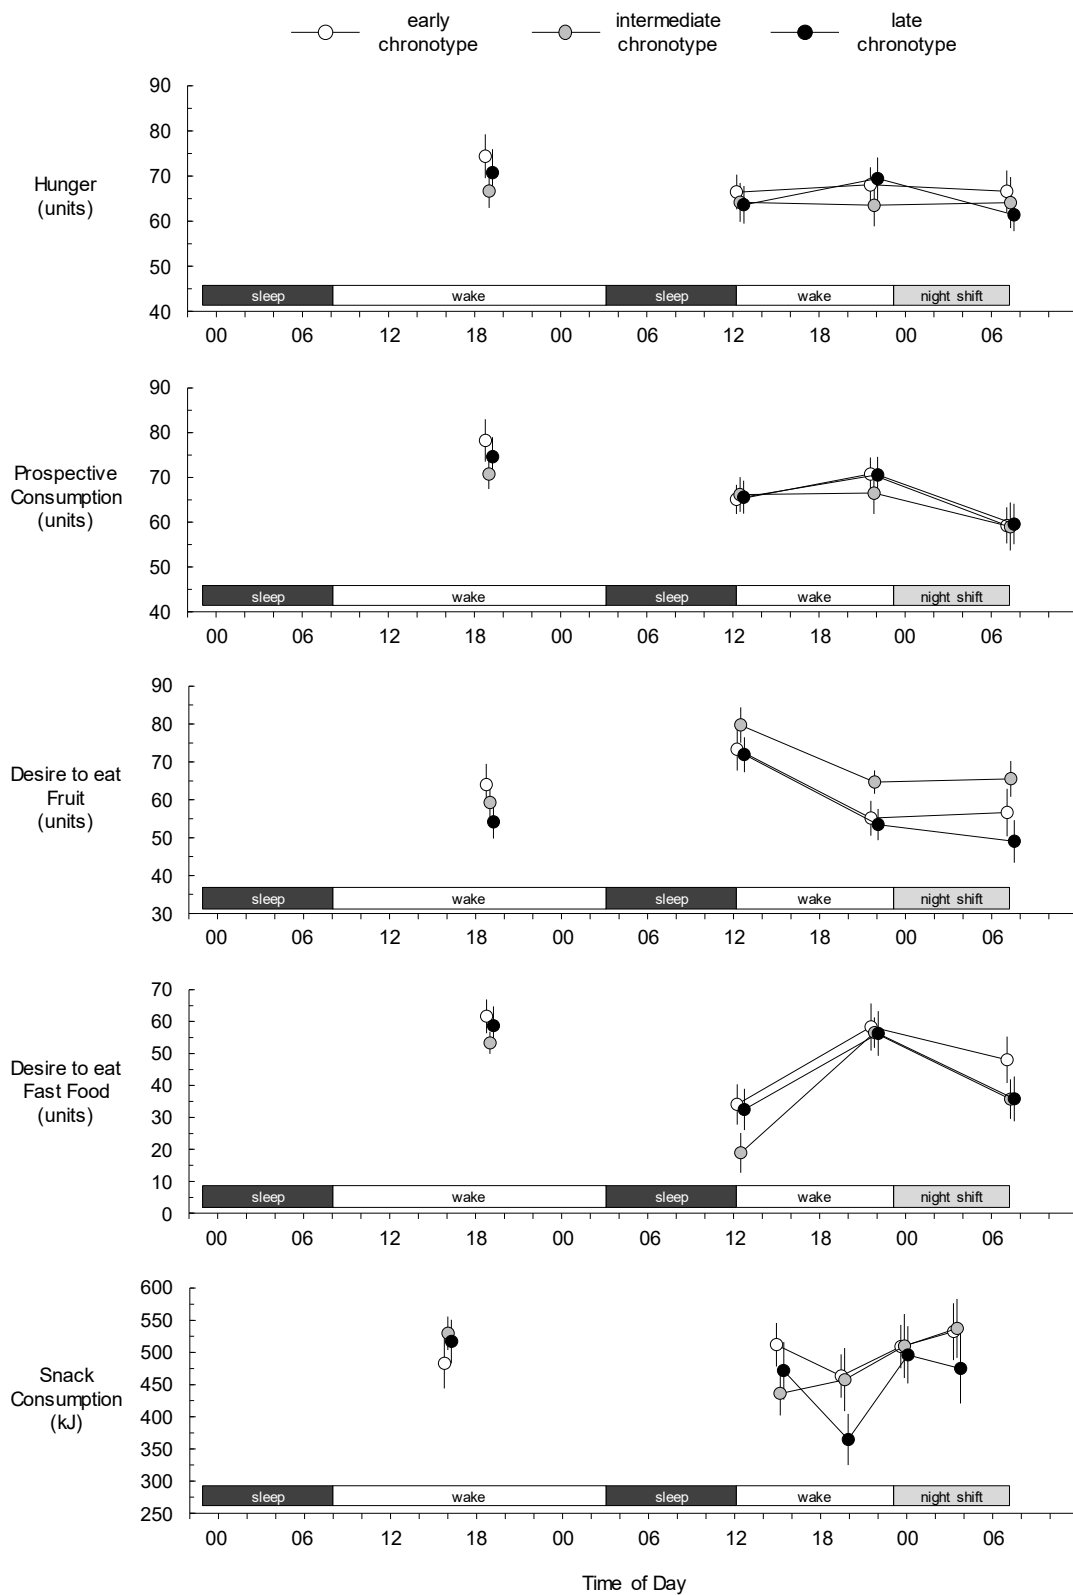 early chronotype
intermediate chronotype
late chronotype
90
80
70
60
50
40
Hunger
(units)
sleep wake sleep wake night shift
00 06 12 18 00 06 12 18 00 06
90
80
70
60
50
40
Prospective
Consumption
(units)
sleep wake sleep wake night shift
00 06 12 18 00 06 12 18 00 06
90
80
70
60
50
40
30
Desire to eat
Fruit
(units)
sleep wake sleep wake night shift
00 06 12 18 00 06 12 18 00 06
70
60
50
40
30
20
10
0
Desire to eat
Fast Food
(units)
sleep wake sleep wake night shift
00 06 12 18 00 06 12 18 00 06
600
550
500
450
400
350
300
250
Snack
Consumption
(kJ)
sleep wake sleep wake night shift
00 06 12 18 00 06 12 18 00 06
Time of Day